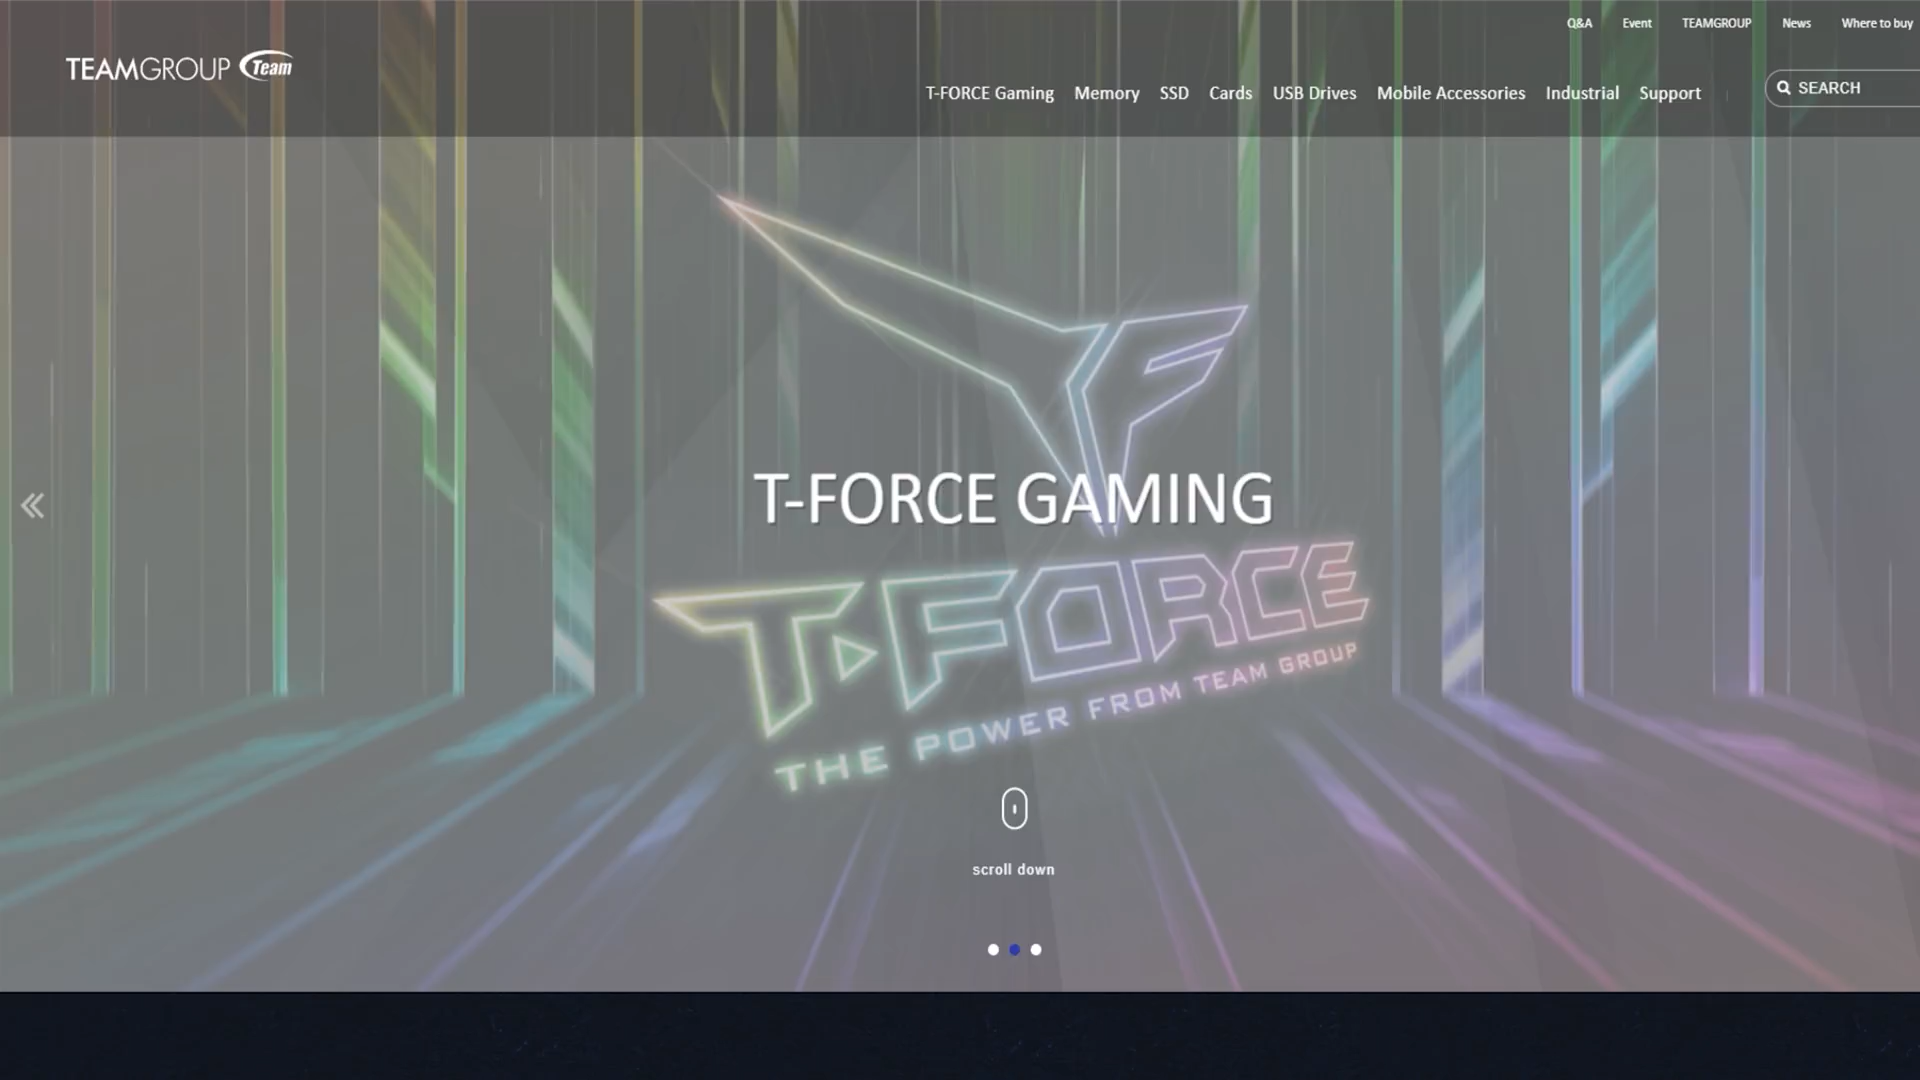 Q&A Event TEAMGROUP News Where to buy
TEAMGROUP Team
T-FORCE Gaming Memory SSD Cards USB Drives Mobile Accessories Industrial Support
SEARCH
T-FORCE GAMING
T-FORCE
THE POWER FROM TEAM GROUP
scroll down